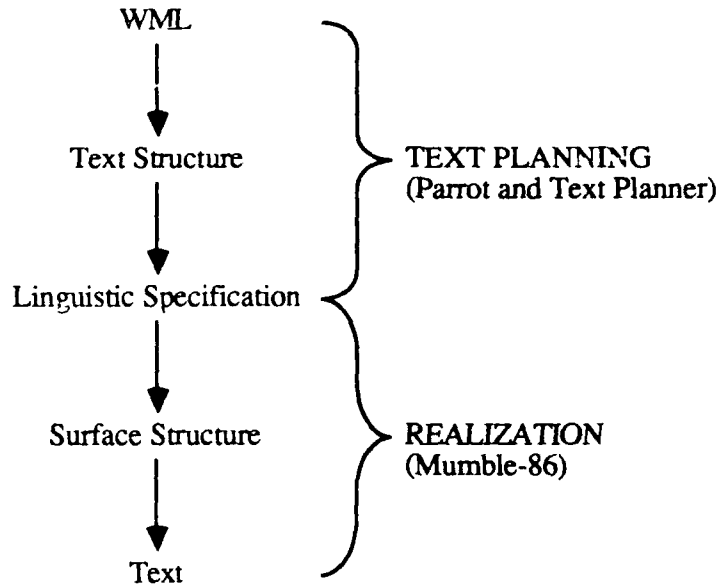 WML
Text Structure
TEXT PLANNING
(Parrot and Text Planner)
Linguistic Specification
Surface Structure
REALIZATION
(Mumble-86)
Text